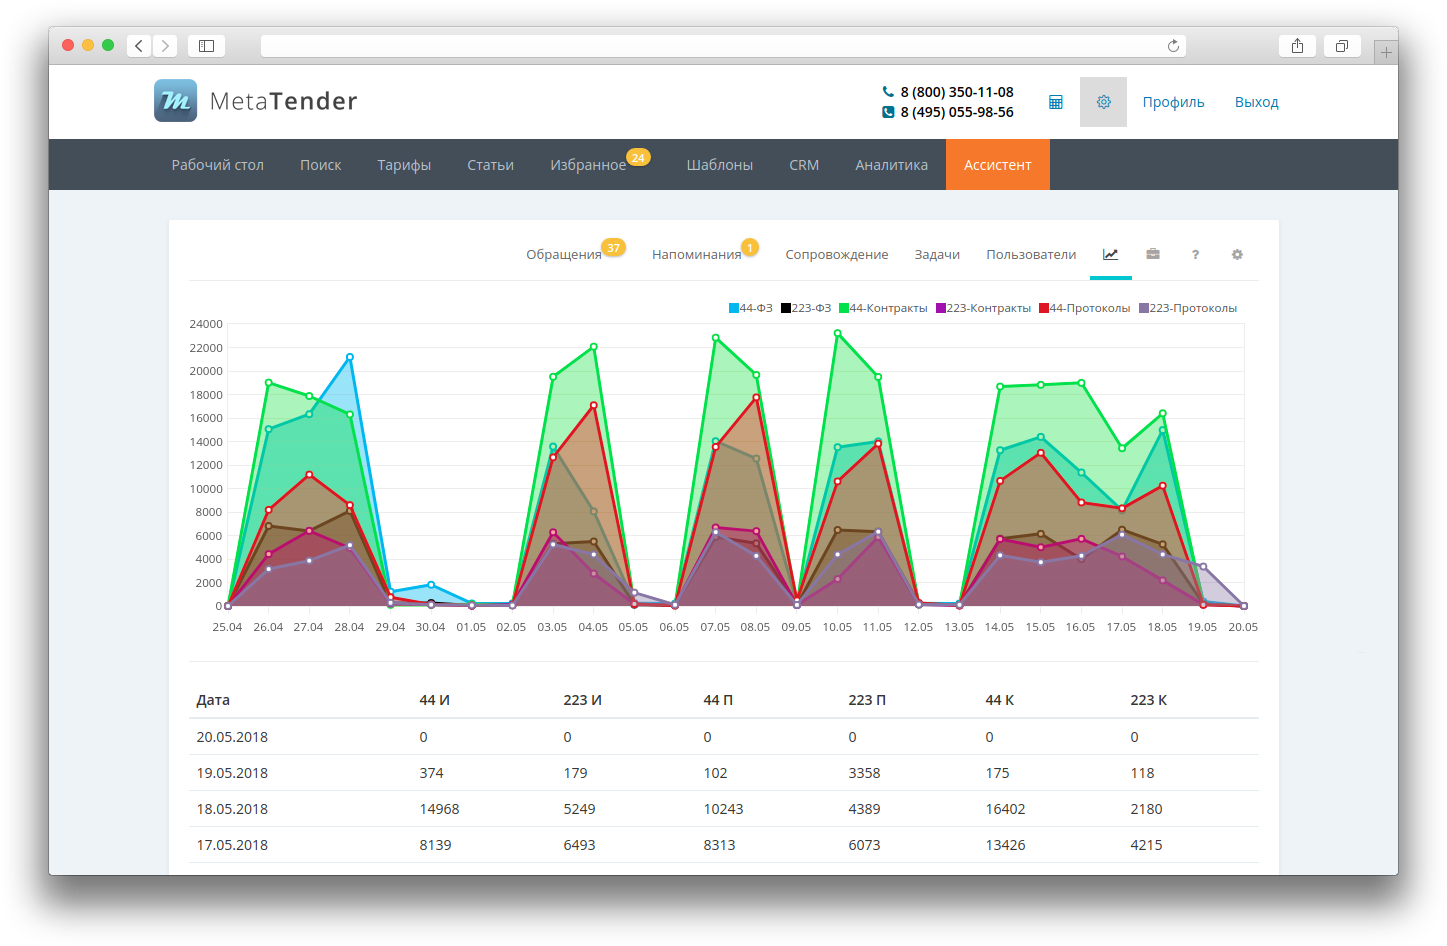 MetaTender
8 (800) 350-11-08
8 (495) 055-98-56
Профиль Выход
Рабочий стол Поиск Тарифы Статьи Избранное 24 Шаблоны CRM Аналитика Ассистент
Обращения 37 Напоминания 1 Сопровождение Задачи Пользователи ?
44-ФЗ 223-ФЗ 44-Контракты 223-Контракты 44-Протоколы 223-Протоколы
24000
22000
20000
18000
16000
14000
12000
10000
8000
6000
4000
2000
0
25.04 26.04 27.04 28.04 29.04 30.04 01.05 02.05 03.05 04.05 05.05 06.05 07.05 08.05 09.05 10.05 11.05 12.05 13.05 14.05 15.05 16.05 17.05 18.05 19.05 20.05
Дата 44 И 223 И 44 П 223 П 44 К 223 К
20.05.2018 0 0 0 0 0 0
19.05.2018 374 179 102 3358 175 118
18.05.2018 14968 5249 10243 4389 16402 2180
17.05.2018 8139 6493 8313 6073 13426 4215